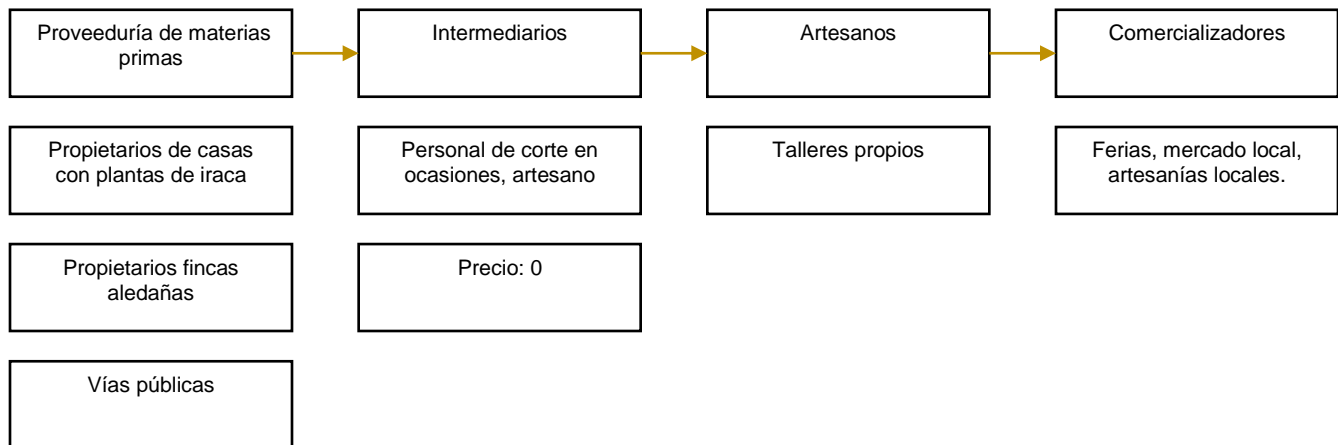 Proveeduría de materias
primas
Intermediarios
Artesanos
Comercializadores
Propietarios de casas
con plantas de iraca
Personal de corte en
ocasiones, artesano
Talleres propios
Ferias, mercado local,
artesanías locales.
Propietarios fincas
aledañas
Precio: 0
Vías públicas